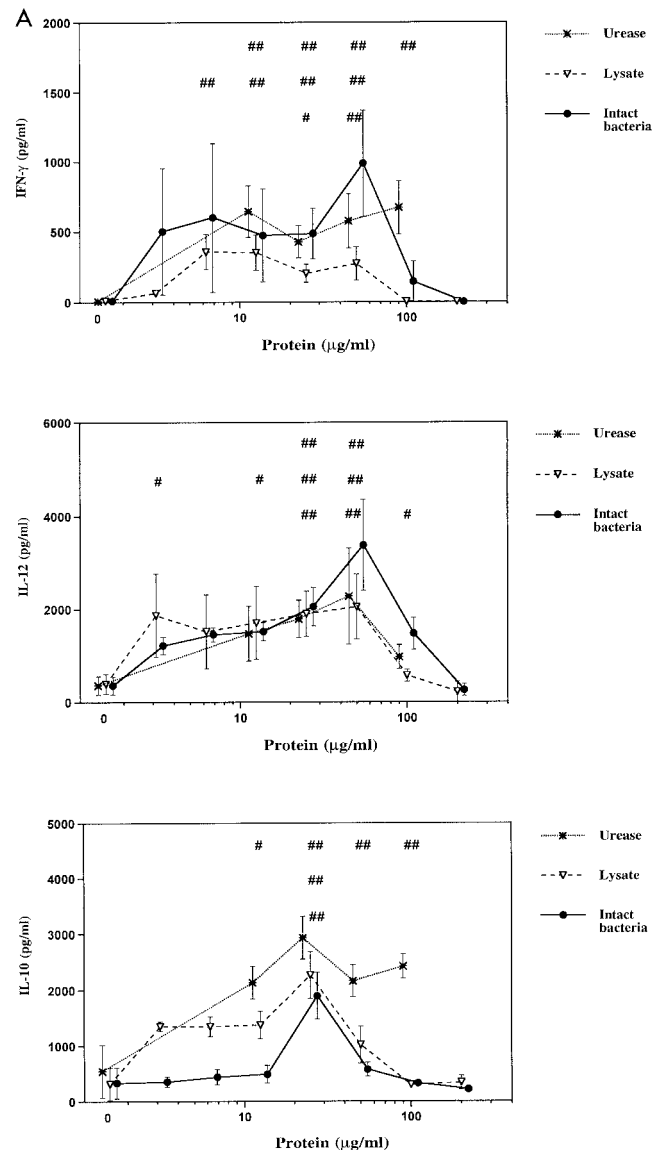 A
2000
## ## ## ##
Urease
Lysate
Intact
bacteria
1500
## ## ## ##
# ##
IFN-γ (pg/ml)
1000
500
0
0 10 100
Protein (µg/ml)
6000
## ##
Urease
Lysate
Intact
bacteria
# # ## ##
## ## #
IL-12 (pg/ml)
4000
2000
0
0 10 100
Protein (µg/ml)
5000
# ## ## ##
Urease
Lysate
Intact
bacteria
4000
##
##
IL-10 (pg/ml)
3000
2000
1000
0
0 10 100
Protein (µg/ml)